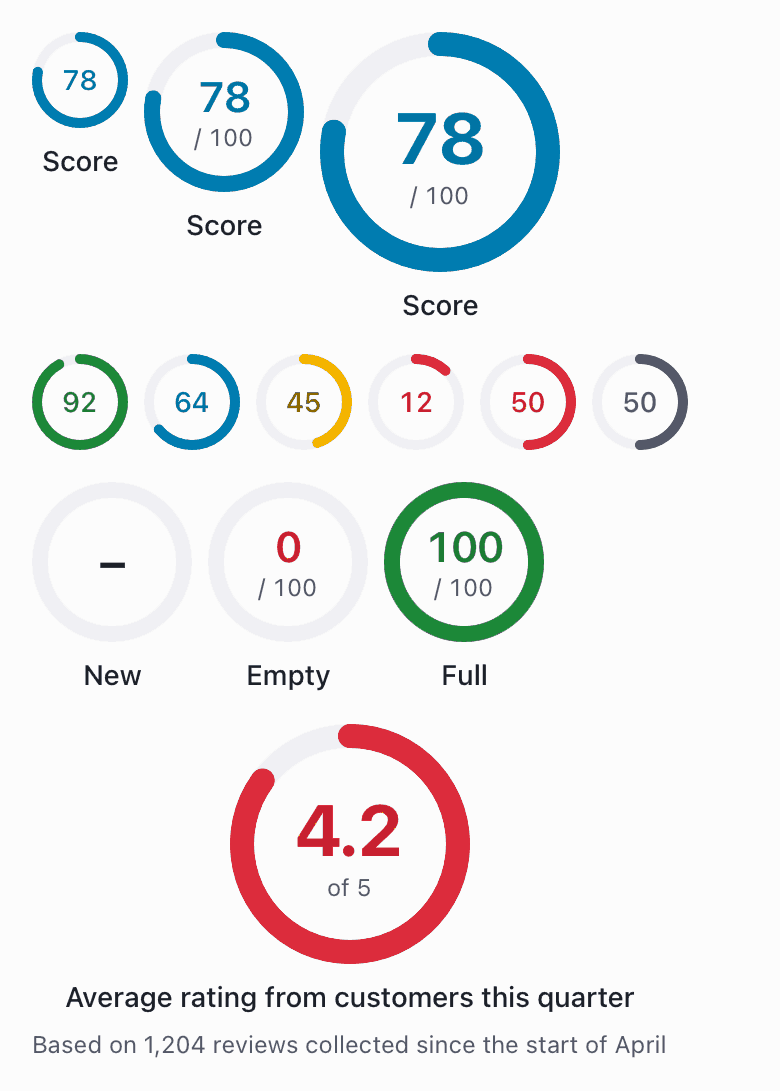 78
Score
78
/ 100
Score
78
/ 100
Score
92
64
45
12
50
50
–
New
0
/ 100
Empty
100
/ 100
Full
4.2
of 5
Average rating from customers this quarter
Based on 1,204 reviews collected since the start of April